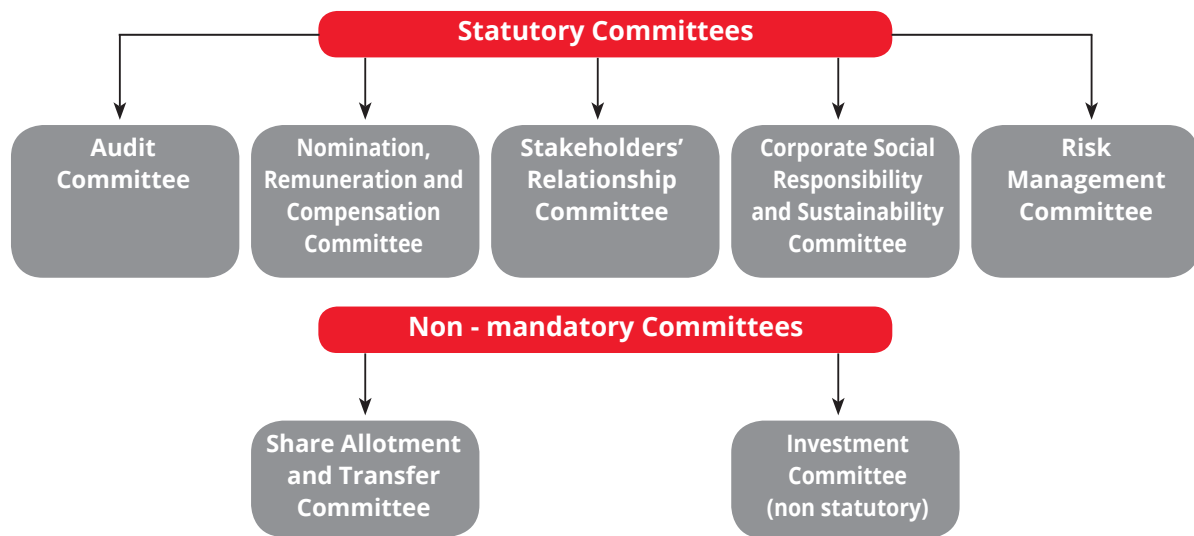 Statutory Committees
Audit
Committee
Nomination,
Remuneration and
Compensation
Committee
Stakeholders’
Relationship
Committee
Corporate Social
Responsibility
and Sustainability
Committee
Risk
Management
Committee
Non - mandatory Committees
Share Allotment
and Transfer
Committee
Investment
Committee
(non statutory)